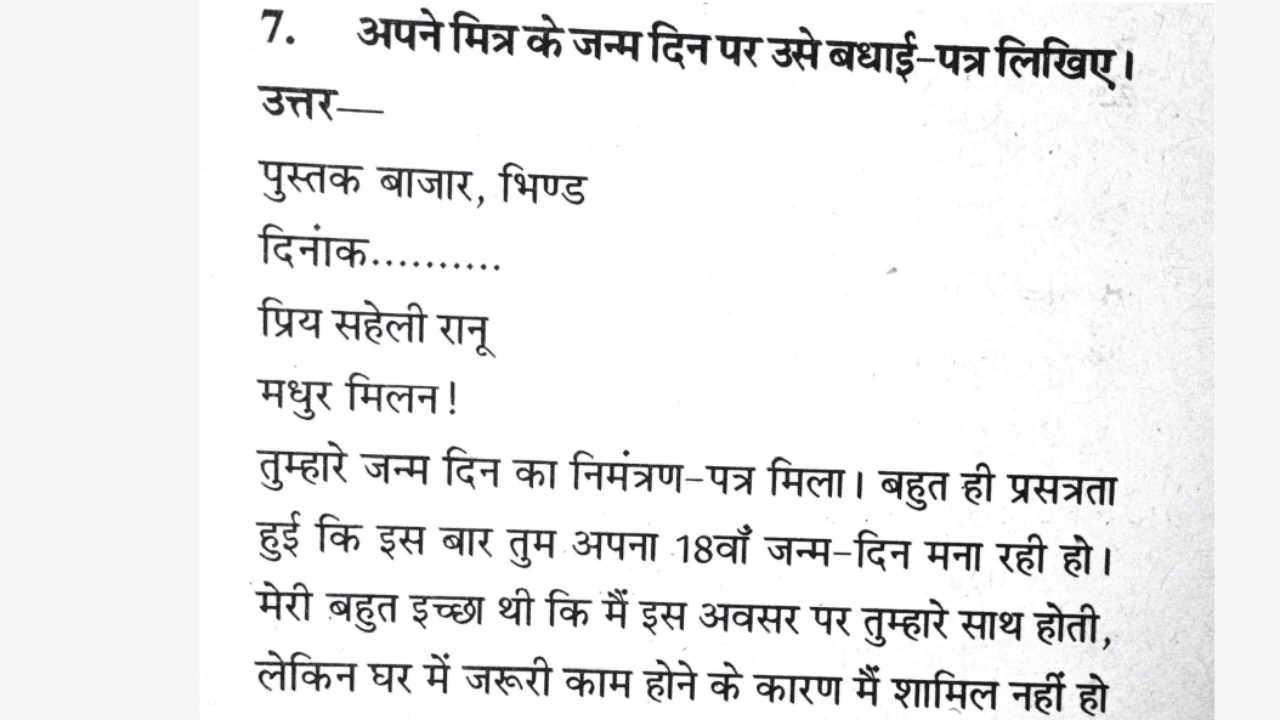 7. अपने मित्र के जन्म दिन पर उसे बधाई-पत्र लिखिए।
उत्तर—
पुस्तक बाजार, भिण्ड
दिनांक..........
प्रिय सहेली रानू
मधुर मिलन!
तुम्हारे जन्म दिन का निमंत्रण-पत्र मिला। बहुत ही प्रसत्रता
हुई कि इस बार तुम अपना 18वाँ जन्म-दिन मना रही हो।
मेरी बहुत इच्छा थी कि मैं इस अवसर पर तुम्हारे साथ होती,
लेकिन घर में जरूरी काम होने के कारण मैं शामिल नहीं हो